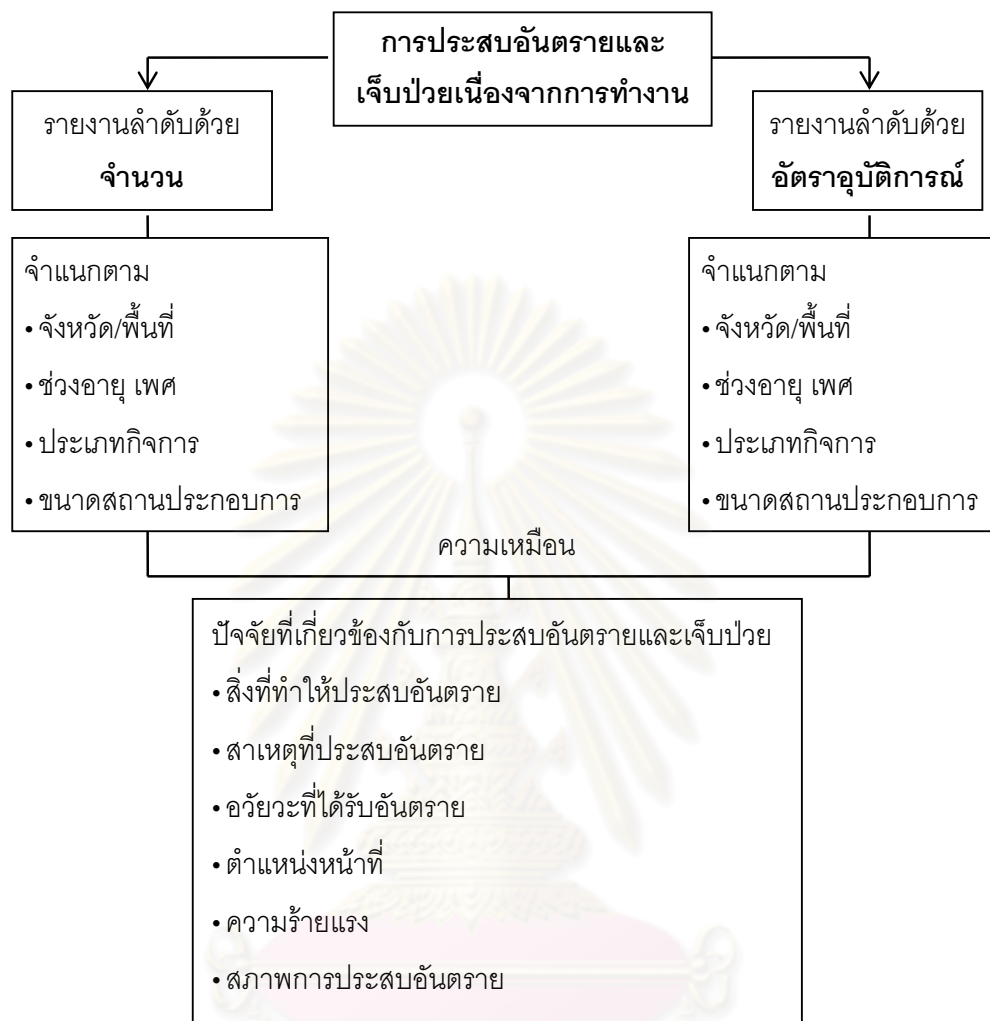 การประสบอันตรายและ
เจ็บป่วยเนื่องจากการทำงาน
รายงานลำดับด้วย
จำนวน
รายงานลำดับด้วย
อัตราอุบัติการณ์
จำแนกตาม
• จังหวัด/พื้นที่
• ช่วงอายุ เพศ
• ประเภทกิจการ
• ขนาดสถานประกอบการ
จำแนกตาม
• จังหวัด/พื้นที่
• ช่วงอายุ เพศ
• ประเภทกิจการ
• ขนาดสถานประกอบการ
ความเหมือน
ปัจจัยที่เกี่ยวข้องกับการประสบอันตรายและเจ็บป่วย
• สิ่งที่ทำให้ประสบอันตราย
• สาเหตุที่ประสบอันตราย
• อวัยวะที่ได้รับอันตราย
• ตำแหน่งหน้าที่
• ความร้ายแรง
• สภาพการประสบอันตราย